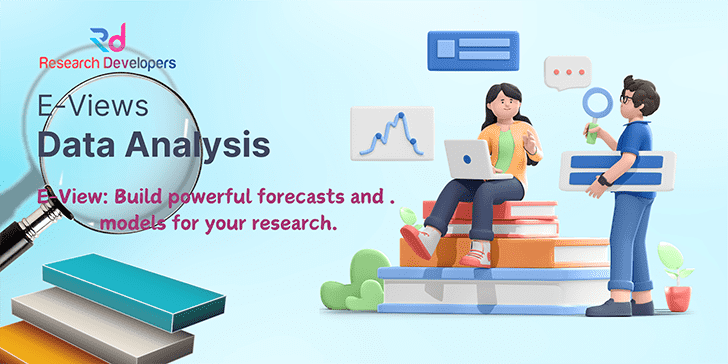 Rd
Research Developers
E-Views
Data Analysis
E-View: Build powerful forecasts and .
models for your research.